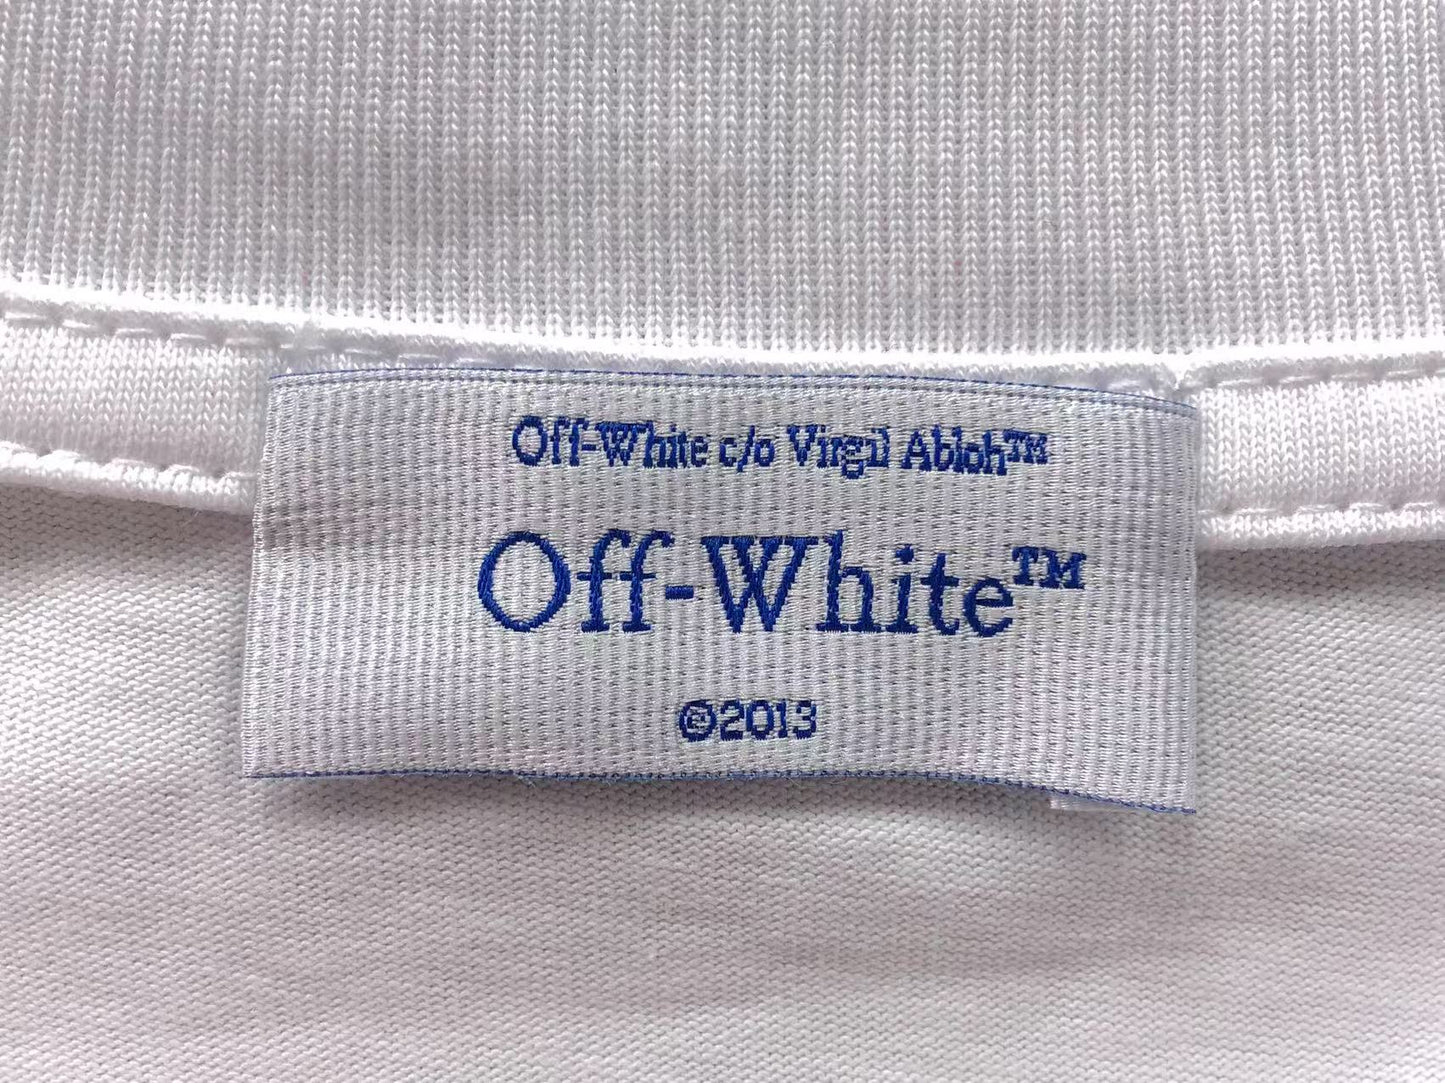 Off-White c/o Virgil Abloh™
Off-White™
©2013